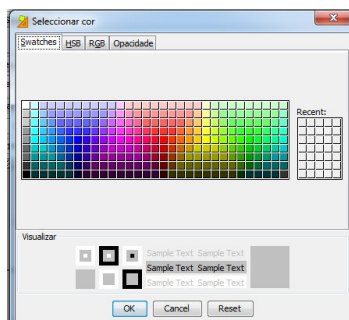 Seleccionar cor
Swatches HSB RGB Opacidade
Recent:
Visualizar
Sample Text Sample Text
Sample Text Sample Text
Sample Text Sample Text
OK Cancel Reset